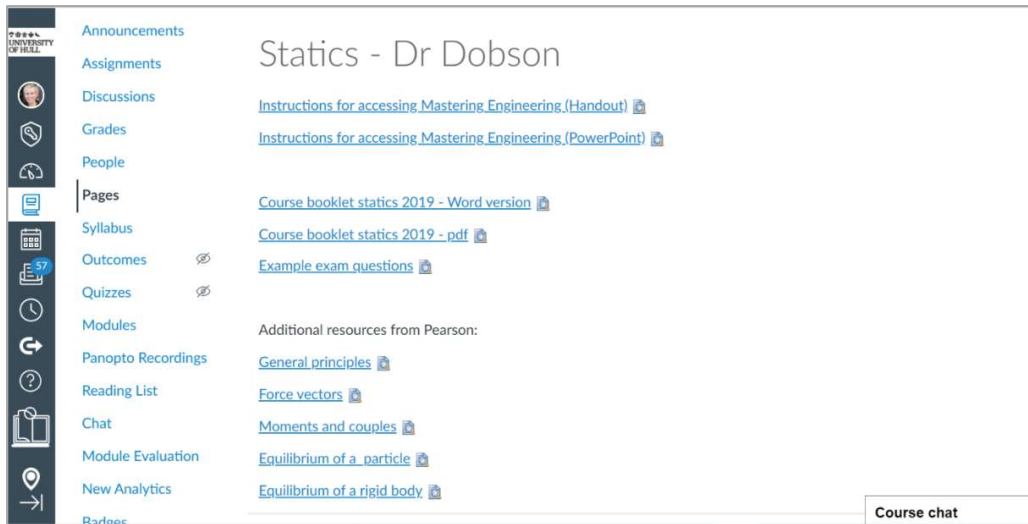 UNIVERSITY
OF HULL
57
Announcements
Assignments
Discussions
Grades
People
Pages
Syllabus
Outcomes
Quizzes
Modules
Panopto Recordings
Reading List
Chat
Module Evaluation
New Analytics
Badges
Statics - Dr Dobson
Instructions for accessing Mastering Engineering (Handout)
Instructions for accessing Mastering Engineering (PowerPoint)
Course booklet statics 2019 - Word version
Course booklet statics 2019 - pdf
Example exam questions
Additional resources from Pearson:
General principles
Force vectors
Moments and couples
Equilibrium of a particle
Equilibrium of a rigid body
Course chat